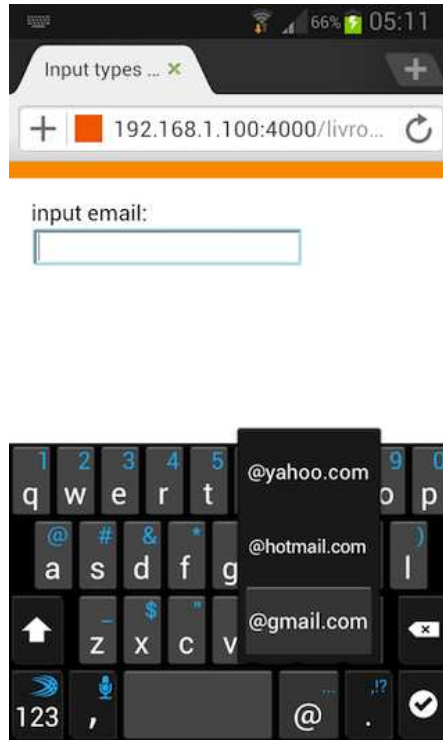 66% 05:11
Input types ...
192.168.1.100:4000/livro...
input email:
@yahoo.com
@hotmail.com
@gmail.com
1 2 3 4 5 9 0
q w e r t o p
@ # & * )
a s d f g l
_ $ "
z x c v
... ,!?
123 , @ .